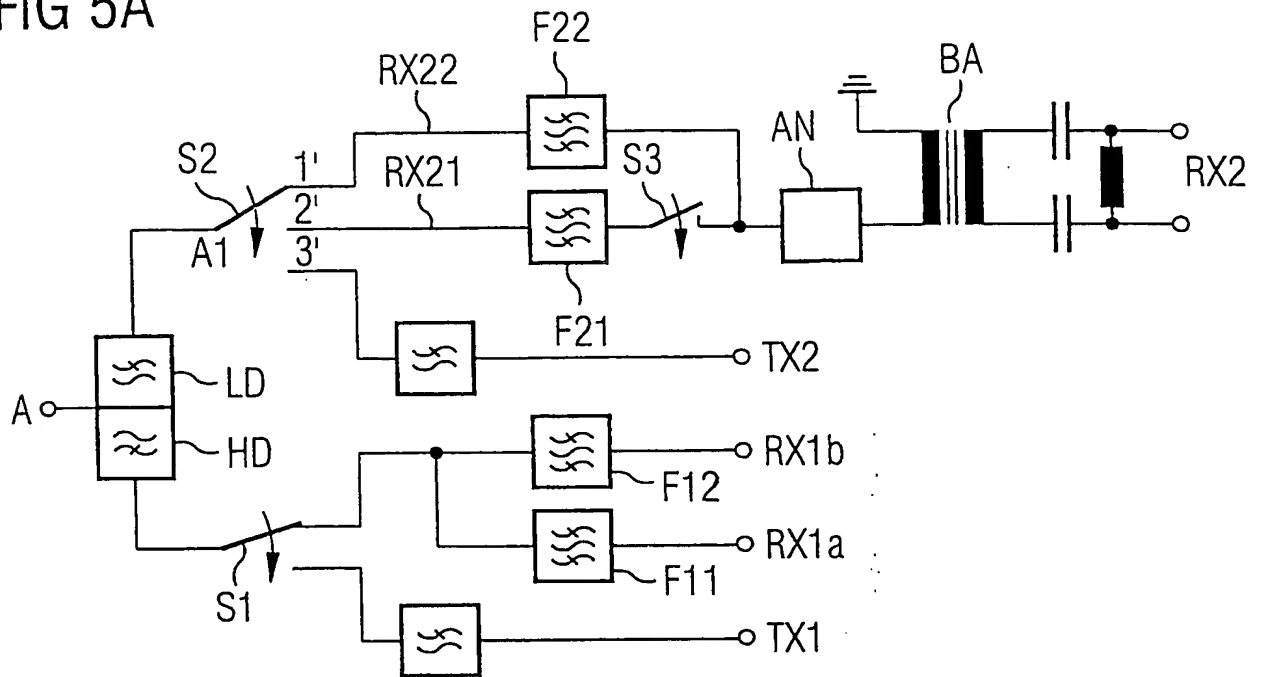 FIG 5A
F22
BA
RX22
AN
S2
1'
RX21
S3
RX2
2'
A1
3'
F21
TX2
LD
A
HD
RX1b
F12
RX1a
F11
S1
TX1